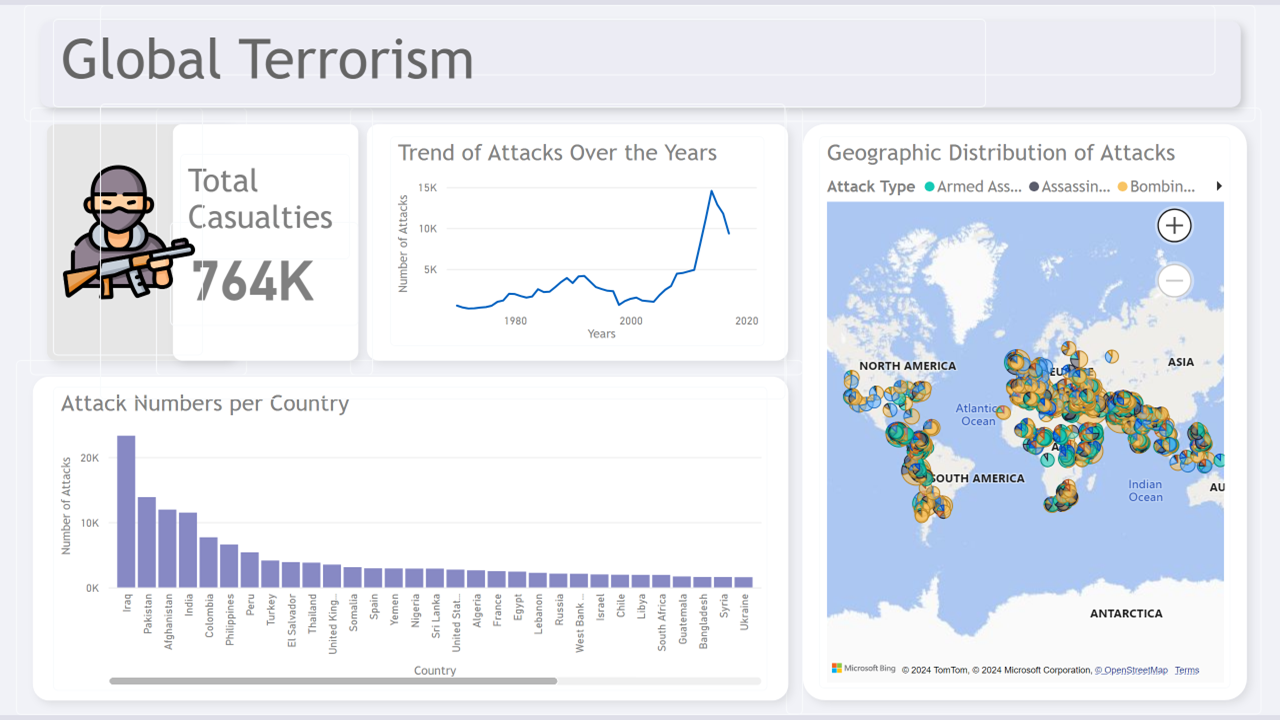 Global Terrorism
Total
Casualties
764K
Trend of Attacks Over the Years
Number of Attacks
15K
10K
5K
1980
2000
2020
Years
Geographic Distribution of Attacks
Attack Type Armed Ass... Assassin... Bombin...
NORTH AMERICA
ASIA
Atlantic
Ocean
SOUTH AMERICA
Indian
Ocean
AU
ANTARCTICA
Microsoft Bing © 2024 TomTom, © 2024 Microsoft Corporation, © OpenStreetMap Terms
Attack Numbers per Country
Number of Attacks
20K
10K
0K
Iraq
Pakistan
Afghanistan
India
Colombia
Philippines
Peru
Turkey
El Salvador
Thailand
United King...
Somalia
Spain
Yemen
Nigeria
Sri Lanka
United Stat...
Algeria
France
Egypt
Lebanon
Russia
West Bank ...
Israel
Chile
Libya
South Africa
Guatemala
Bangladesh
Syria
Ukraine
Country